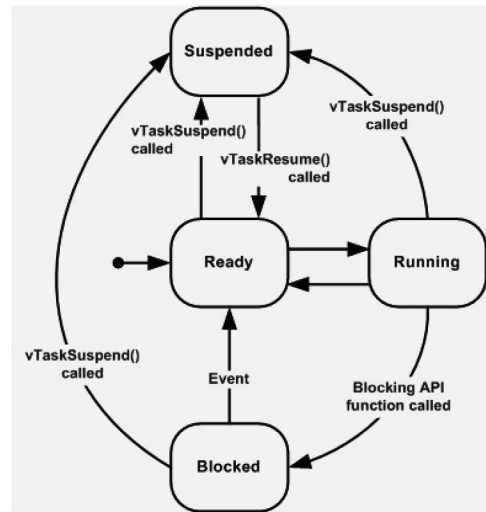 Suspended
vTaskSuspend()
called
vTaskSuspend()
called
vTaskResume()
called
Ready
Running
vTaskSuspend()
called
Event
Blocking API
function called
Blocked